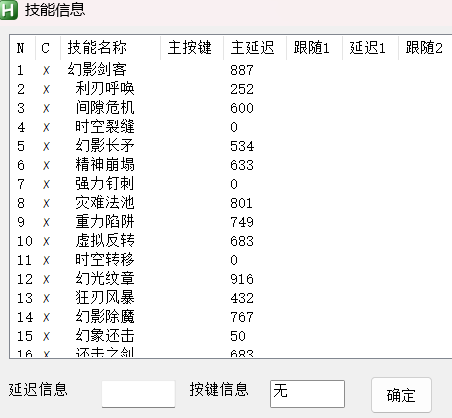 H 技能信息
N C 技能名称 主按键 主延迟 跟随1 延迟1 跟随2
1 x 幻影剑客 887
2 x 利刃呼唤 252
3 x 间隙危机 600
4 x 时空裂缝 0
5 x 幻影长矛 534
6 x 精神崩塌 633
7 x 强力钉刺 0
8 x 灾难法池 801
9 x 重力陷阱 749
10 x 虚拟反转 683
11 x 时空转移 0
12 x 幻光纹章 916
13 x 狂刃风暴 432
14 x 幻影除魔 767
15 x 幻象还击 50
16 x 还击之剑 683
延迟信息 按键信息 无 确定